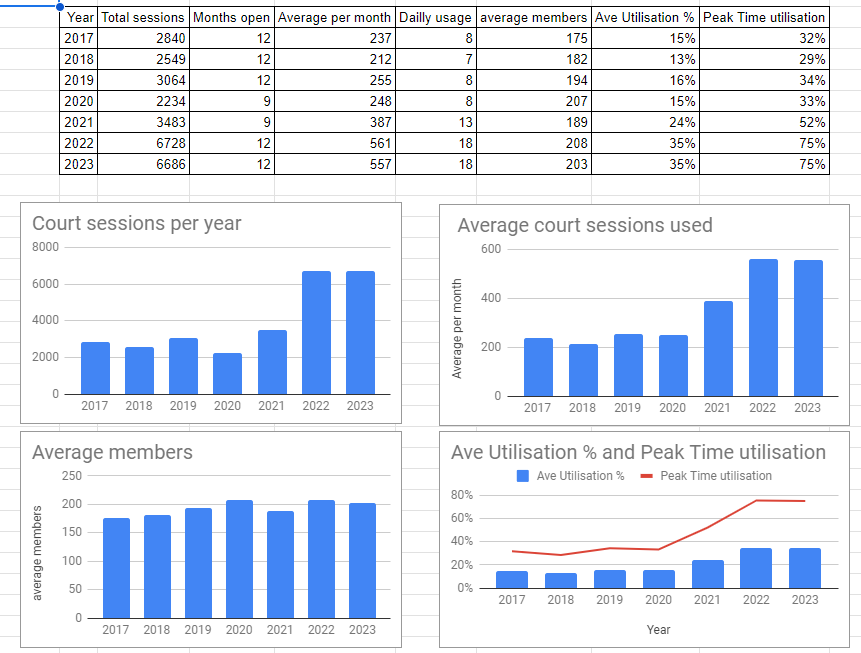 Year Total sessions Months open Average per month Dailly usage average members Ave Utilisation % Peak Time utilisation
2017 2840 12 237 8 175 15% 32%
2018 2549 12 212 7 182 13% 29%
2019 3064 12 255 8 194 16% 34%
2020 2234 9 248 8 207 15% 33%
2021 3483 9 387 13 189 24% 52%
2022 6728 12 561 18 208 35% 75%
2023 6686 12 557 18 203 35% 75%
Court sessions per year
8000
6000
4000
2000
0
2017 2018 2019 2020 2021 2022 2023
Average court sessions used
Average per month
600
400
200
0
2017 2018 2019 2020 2021 2022 2023
Average members
average members
250
200
150
100
50
0
2017 2018 2019 2020 2021 2022 2023
Ave Utilisation % and Peak Time utilisation
Ave Utilisation % Peak Time utilisation
80%
60%
40%
20%
0%
2017 2018 2019 2020 2021 2022 2023
Year